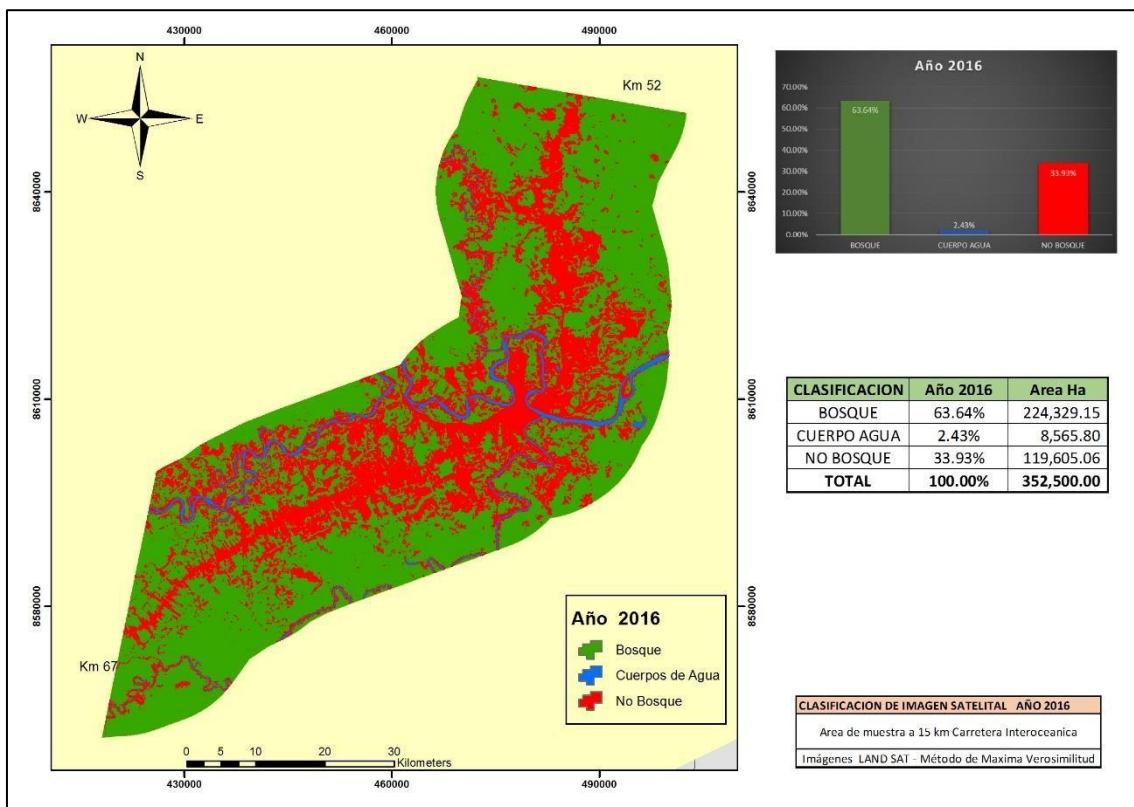 430000
460000
490000
N
W
E
S
Km 52
8640000
8640000
8610000
8610000
8580000
8580000
Km 67
Año 2016
Bosque
Cuerpos de Agua
No Bosque
0 5 10 20 30
Kilometers
430000
460000
490000
Año 2016
70.00%
60.00%
50.00%
40.00%
30.00%
20.00%
10.00%
0.00%
63.64%
2.43%
33.93%
BOSQUE
CUERPO AGUA
NO BOSQUE
CLASIFICACION Año 2016 Area Ha
BOSQUE 63.64% 224,329.15
CUERPO AGUA 2.43% 8,565.80
NO BOSQUE 33.93% 119,605.06
TOTAL 100.00% 352,500.00
CLASIFICACION DE IMAGEN SATELITAL AÑO 2016
Area de muestra a 15 km Carretera Interoceanica
Imágenes LAND SAT - Método de Maxima Verosimilitud